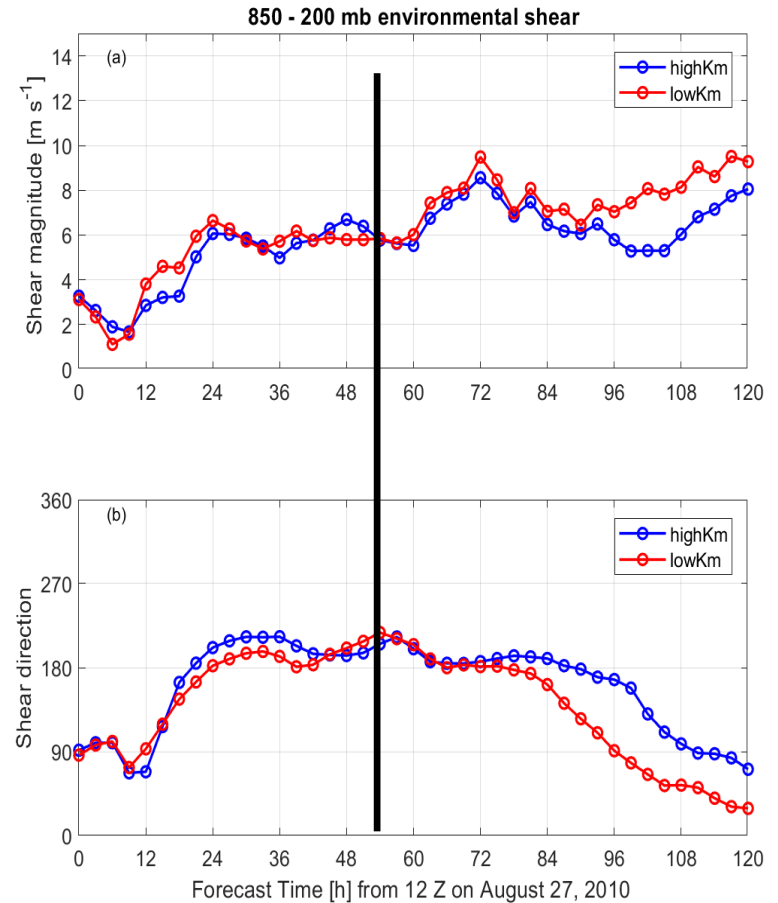 850 - 200 mb environmental shear
(a)
highKm
lowKm
Shear magnitude [m s-1]
14
12
10
8
6
4
2
0
0 12 24 36 48 60 72 84 96 108 120
(b)
highKm
lowKm
Shear direction
360
270
180
90
0
0 12 24 36 48 60 72 84 96 108 120
Forecast Time [h] from 12 Z on August 27, 2010